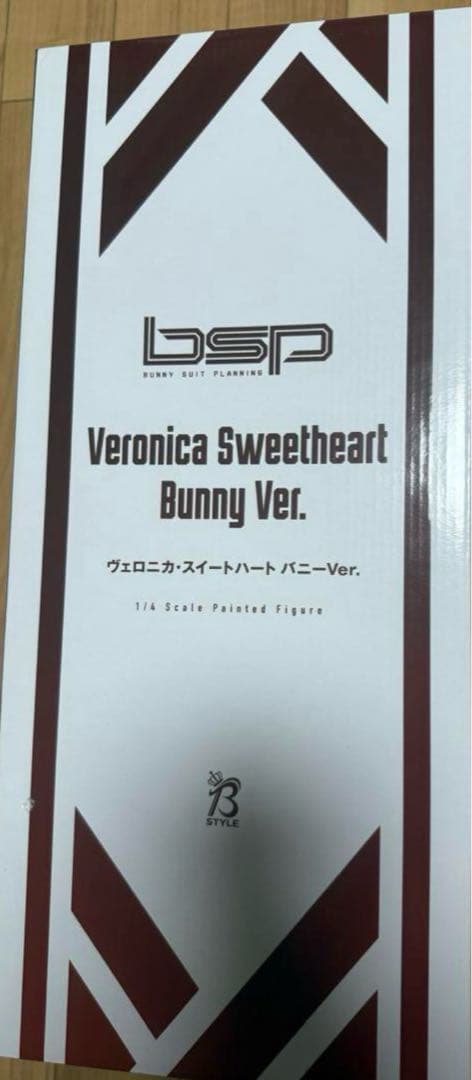 bsp
BUNNY SUIT PLANNING
Veronica Sweetheart
Bunny Ver.
ヴェロニカ・スイートハート バニーVer.
1/4 Scale Painted Figure
B
STYLE